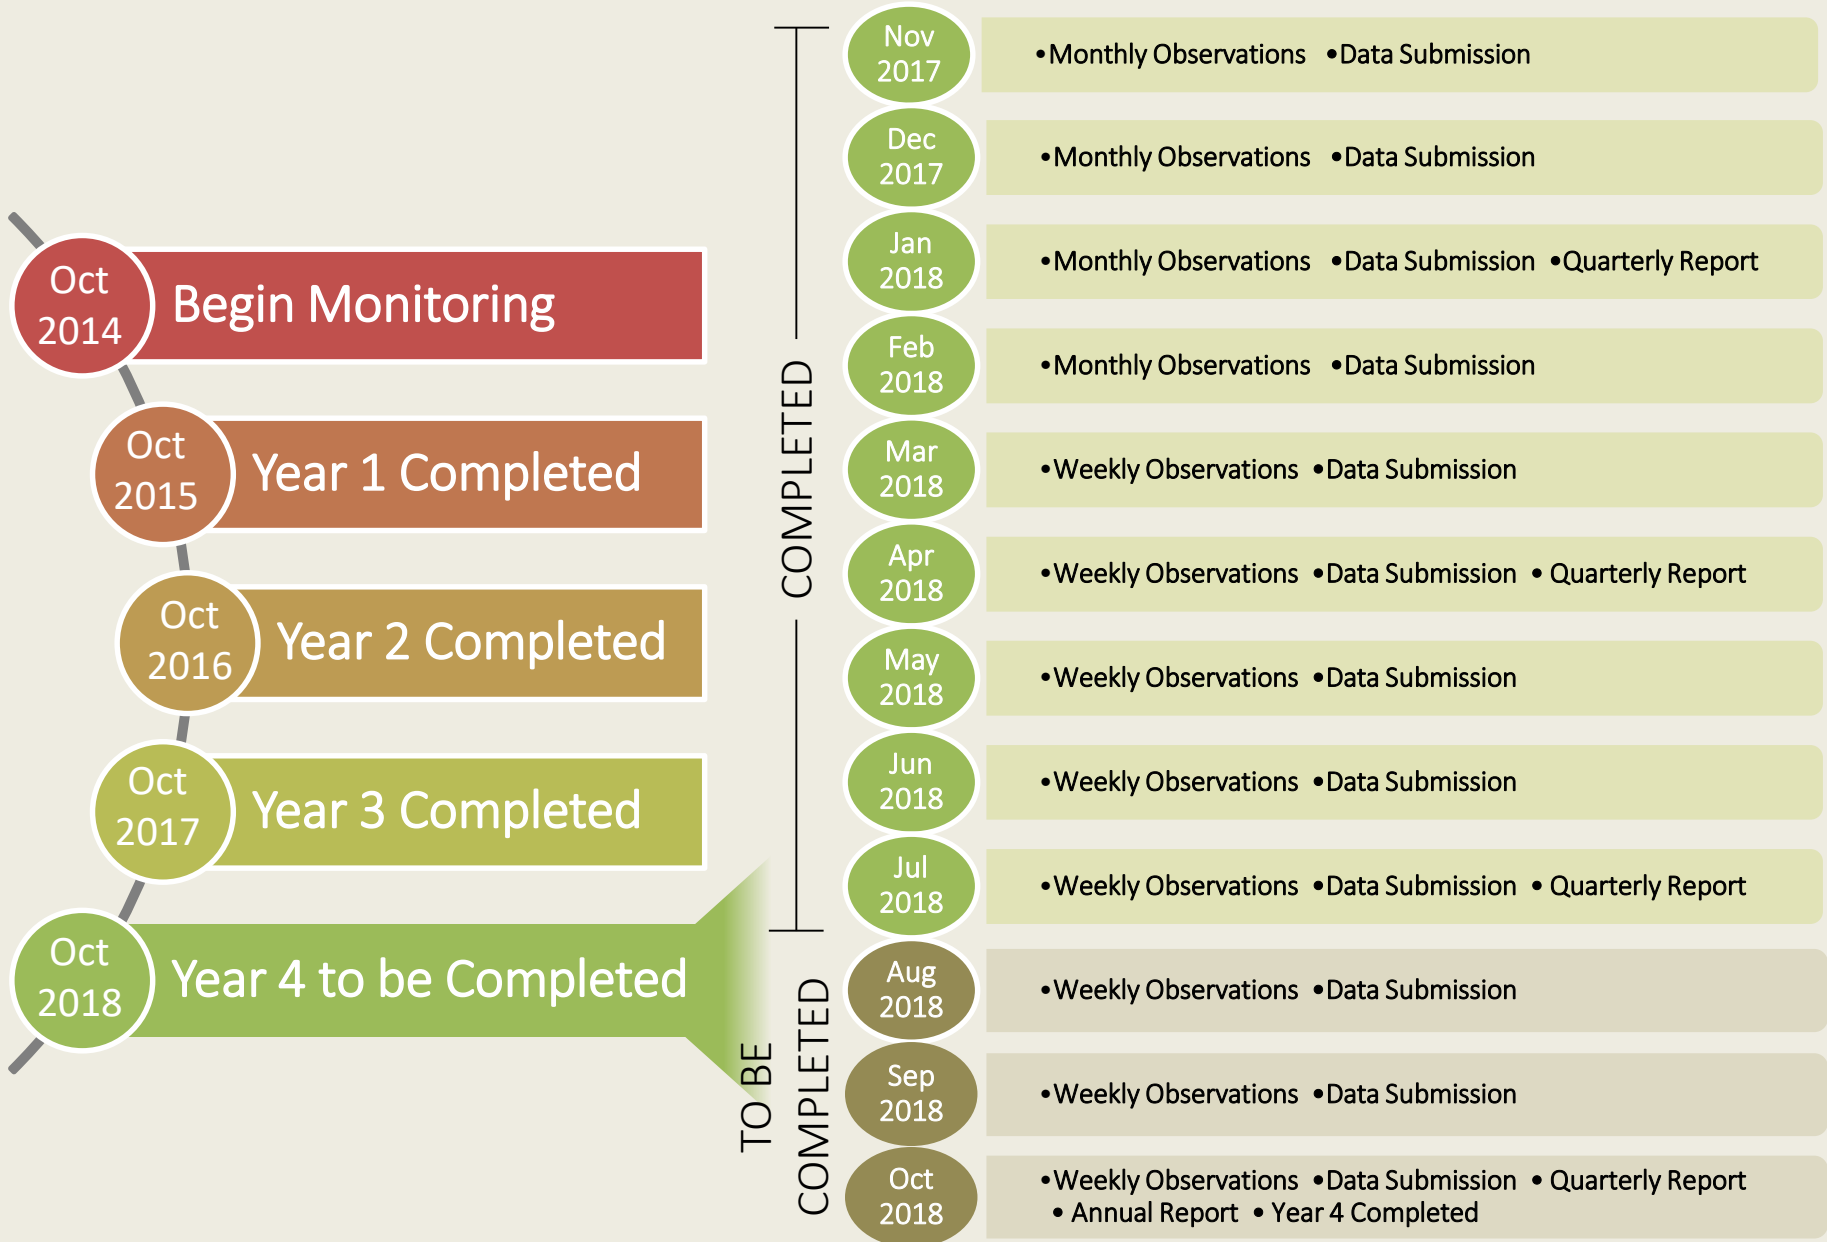 Oct
2014
Begin Monitoring
Oct
2015
Year 1 Completed
Oct
2016
Year 2 Completed
Oct
2017
Year 3 Completed
Oct
2018
Year 4 to be Completed
COMPLETED
TO BE
COMPLETED
Nov
2017
•Monthly Observations •Data Submission
Dec
2017
•Monthly Observations •Data Submission
Jan
2018
•Monthly Observations •Data Submission •Quarterly Report
Feb
2018
•Monthly Observations •Data Submission
Mar
2018
•Weekly Observations •Data Submission
Apr
2018
•Weekly Observations •Data Submission • Quarterly Report
May
2018
•Weekly Observations •Data Submission
Jun
2018
•Weekly Observations •Data Submission
Jul
2018
•Weekly Observations •Data Submission • Quarterly Report
Aug
2018
•Weekly Observations •Data Submission
Sep
2018
•Weekly Observations •Data Submission
Oct
2018
•Weekly Observations •Data Submission • Quarterly Report
• Annual Report • Year 4 Completed